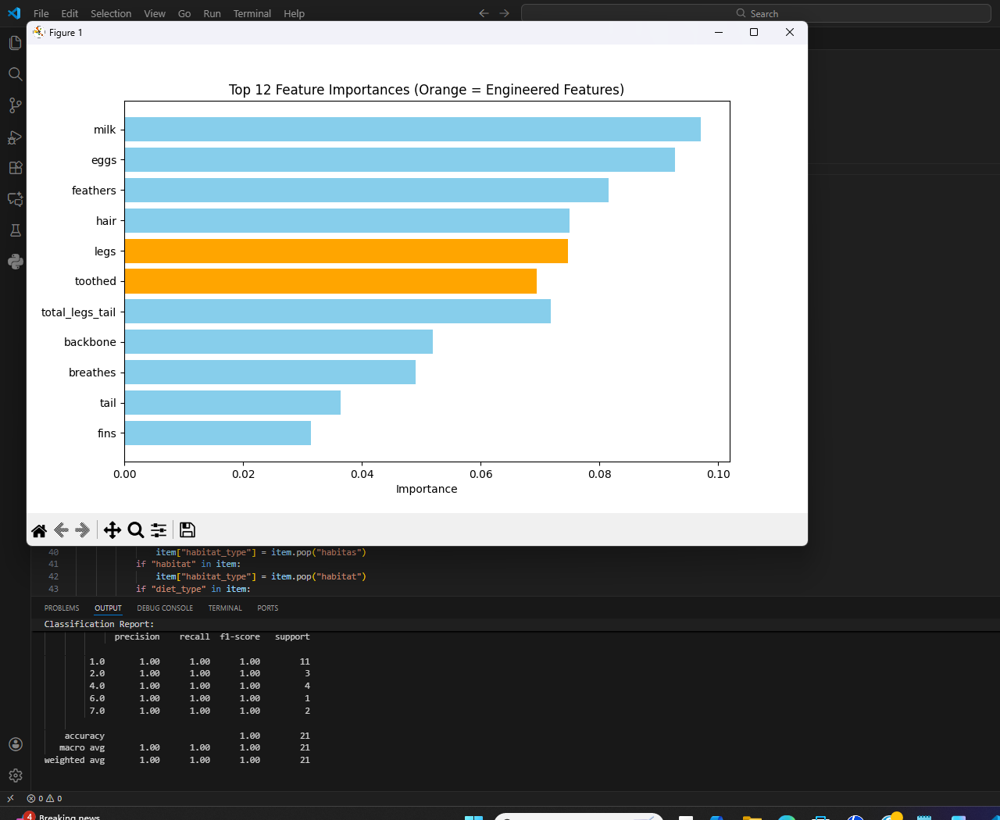 File Edit Selection View Go Run Terminal Help Search
Figure 1
Top 12 Feature Importances (Orange = Engineered Features)
milk
eggs
feathers
hair
legs
toothed
total_legs_tail
backbone
breathes
tail
fins
0.00 0.02 0.04 0.06 0.08 0.10
Importance
40 item["habitat_type"] = item.pop("habitas")
41 if "habitat" in item:
42 item["habitat_type"] = item.pop("habitat")
43 if "diet_type" in item:
PROBLEMS OUTPUT DEBUG CONSOLE TERMINAL PORTS
Classification Report:
precision recall f1-score support
1.0 1.00 1.00 1.00 11
2.0 1.00 1.00 1.00 3
4.0 1.00 1.00 1.00 4
6.0 1.00 1.00 1.00 1
7.0 1.00 1.00 1.00 2
accuracy 1.00 21
macro avg 1.00 1.00 1.00 21
weighted avg 1.00 1.00 1.00 21
0 0
4 Breaking news